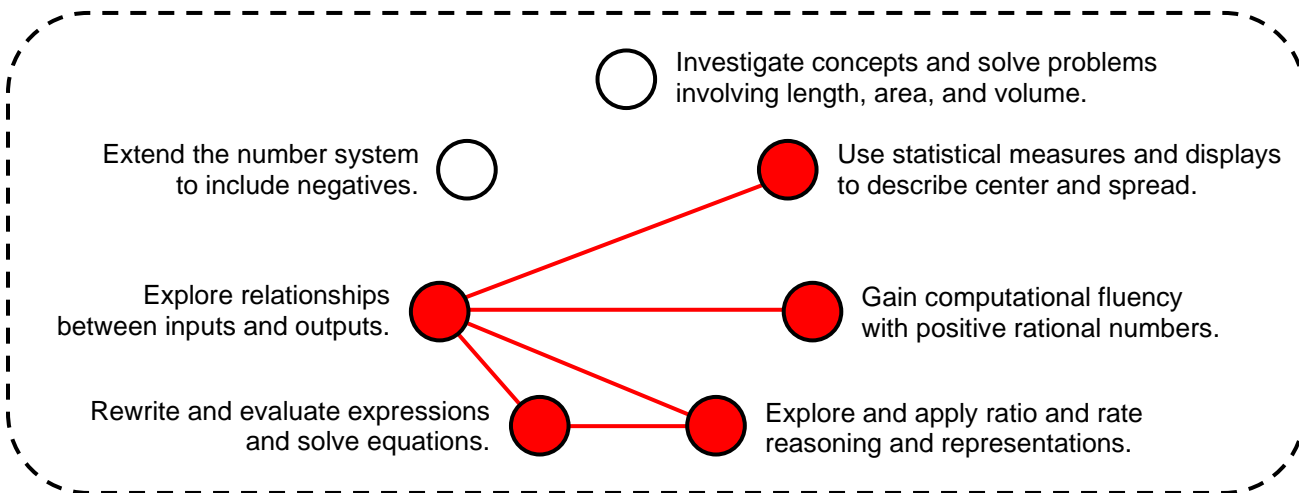 Investigate concepts and solve problems
involving length, area, and volume.
Extend the number system
to include negatives.
Use statistical measures and displays
to describe center and spread.
Explore relationships
between inputs and outputs.
Gain computational fluency
with positive rational numbers.
Rewrite and evaluate expressions
and solve equations.
Explore and apply ratio and rate
reasoning and representations.